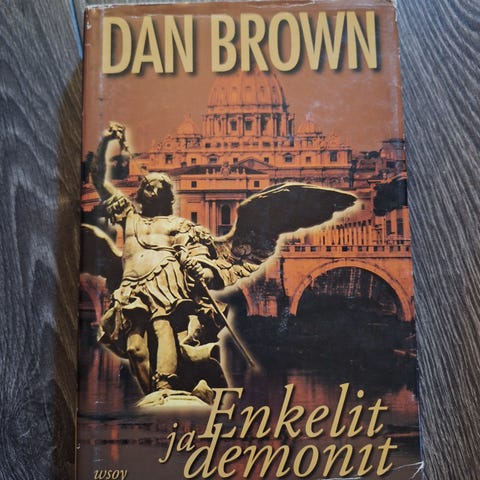 DAN BROWN
Enkelit
ja demonit
wsoy